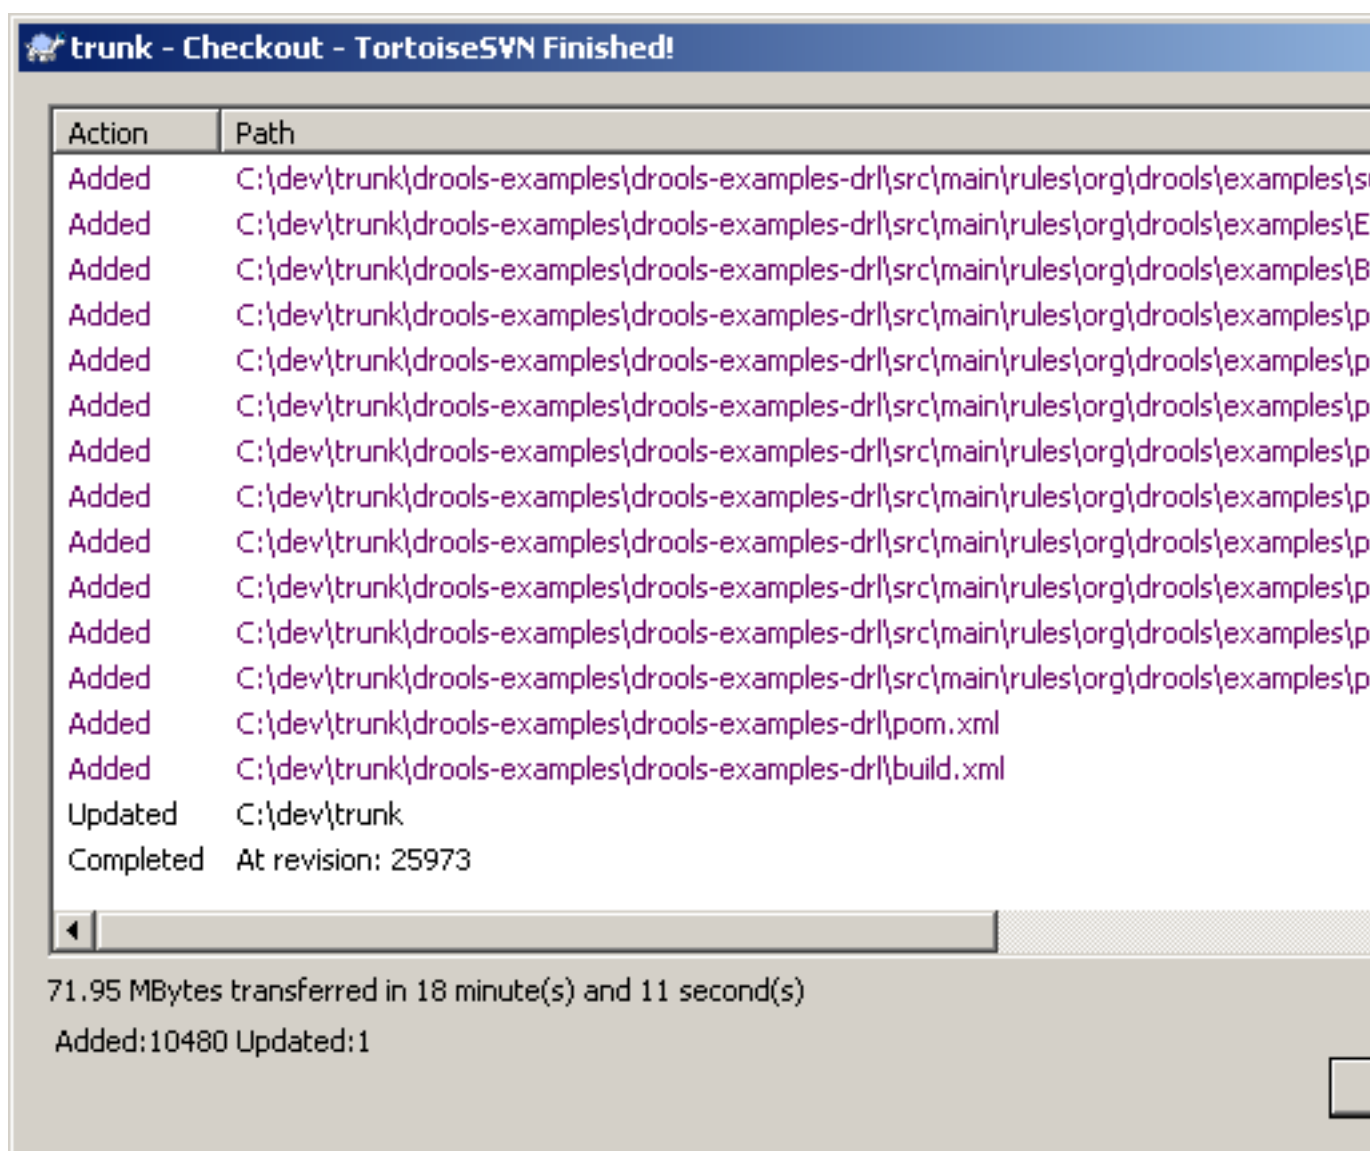 trunk - Checkout - TortoiseSVN Finished!
Action Path
Added C:\dev\trunk\drools-examples\drools-examples-drl\src\main\rules\org\drools\examples\su
Added C:\dev\trunk\drools-examples\drools-examples-drl\src\main\rules\org\drools\examples\E
Added C:\dev\trunk\drools-examples\drools-examples-drl\src\main\rules\org\drools\examples\B
Added C:\dev\trunk\drools-examples\drools-examples-drl\src\main\rules\org\drools\examples\p
Added C:\dev\trunk\drools-examples\drools-examples-drl\src\main\rules\org\drools\examples\p
Added C:\dev\trunk\drools-examples\drools-examples-drl\src\main\rules\org\drools\examples\p
Added C:\dev\trunk\drools-examples\drools-examples-drl\src\main\rules\org\drools\examples\p
Added C:\dev\trunk\drools-examples\drools-examples-drl\src\main\rules\org\drools\examples\p
Added C:\dev\trunk\drools-examples\drools-examples-drl\src\main\rules\org\drools\examples\p
Added C:\dev\trunk\drools-examples\drools-examples-drl\src\main\rules\org\drools\examples\p
Added C:\dev\trunk\drools-examples\drools-examples-drl\src\main\rules\org\drools\examples\p
Added C:\dev\trunk\drools-examples\drools-examples-drl\src\main\rules\org\drools\examples\p
Added C:\dev\trunk\drools-examples\drools-examples-drl\pom.xml
Added C:\dev\trunk\drools-examples\drools-examples-drl\build.xml
Updated C:\dev\trunk
Completed At revision: 25973
71.95 MBytes transferred in 18 minute(s) and 11 second(s)
Added:10480 Updated:1